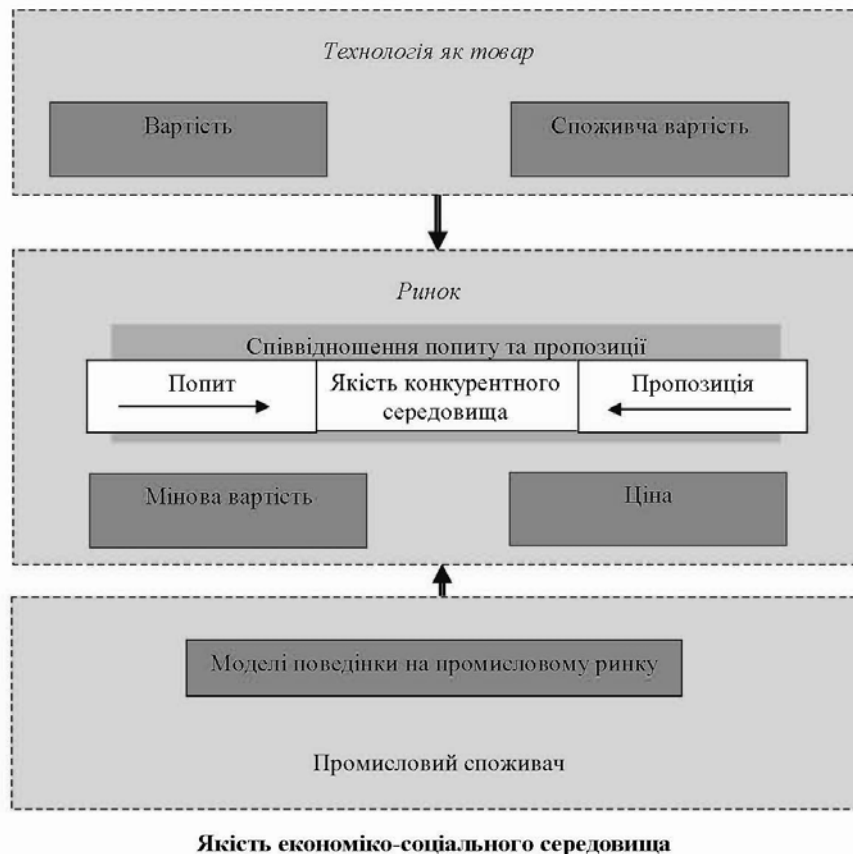 Технологія як товар
Вартість
Споживча вартість
Ринок
Співвідношення попиту та пропозиції
Попит
Якість конкурентного
середовища
Пропозиція
Мінова вартість
Ціна
Моделі поведінки на промисловому ринку
Промисловий споживач
Якість економіко-соціального середовища